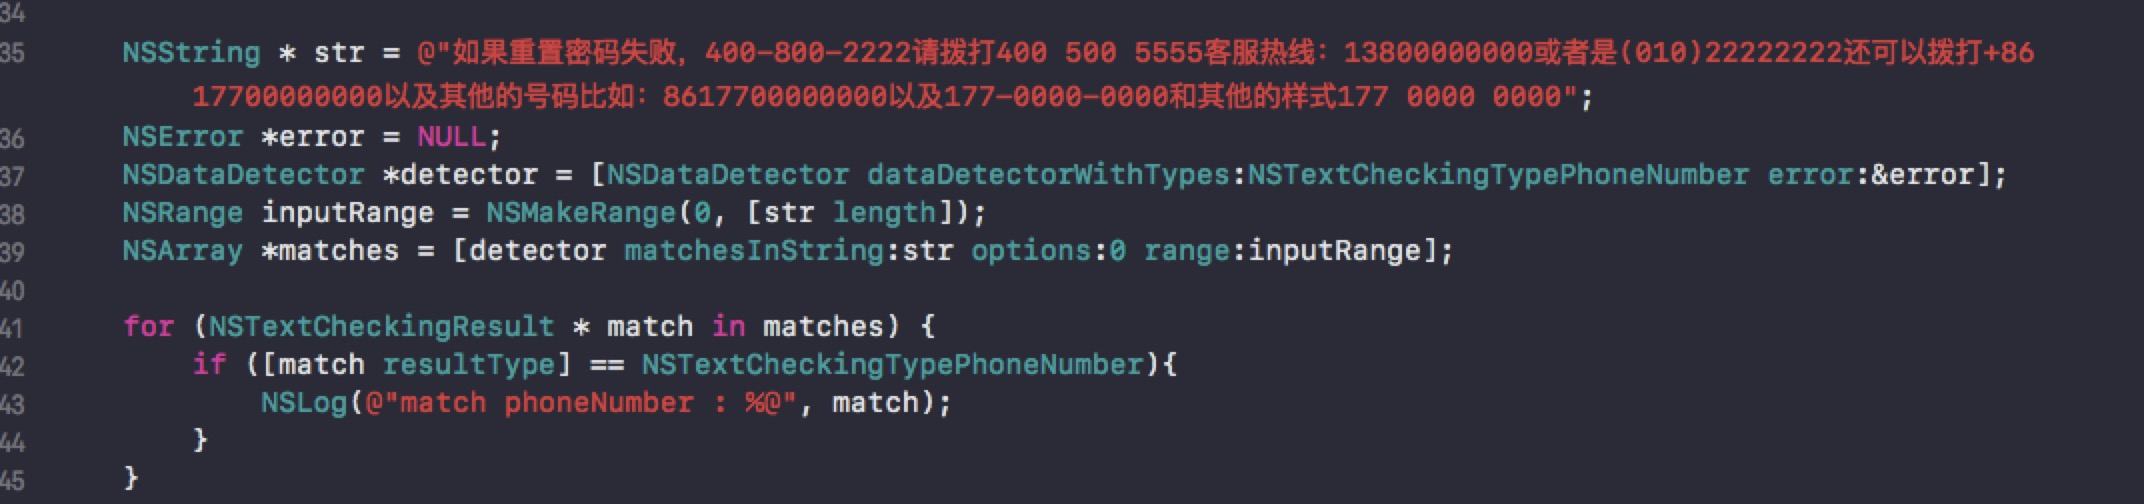 34
35 NSString * str = @"如果重置密码失败，400-800-2222请拨打400 500 5555客服热线：13800000000或者是(010)22222222还可以拨打+86
17700000000以及其他的号码比如：8617700000000以及177-0000-0000和其他的样式177 0000 0000";
36 NSError *error = NULL;
37 NSDataDetector *detector = [NSDataDetector dataDetectorWithTypes:NSTextCheckingTypePhoneNumber error:&error];
38 NSRange inputRange = NSMakeRange(0, [str length]);
39 NSArray *matches = [detector matchesInString:str options:0 range:inputRange];
40
41 for (NSTextCheckingResult * match in matches) {
42 if ([match resultType] == NSTextCheckingTypePhoneNumber){
43 NSLog(@"match phoneNumber : %@", match);
44 }
45 }